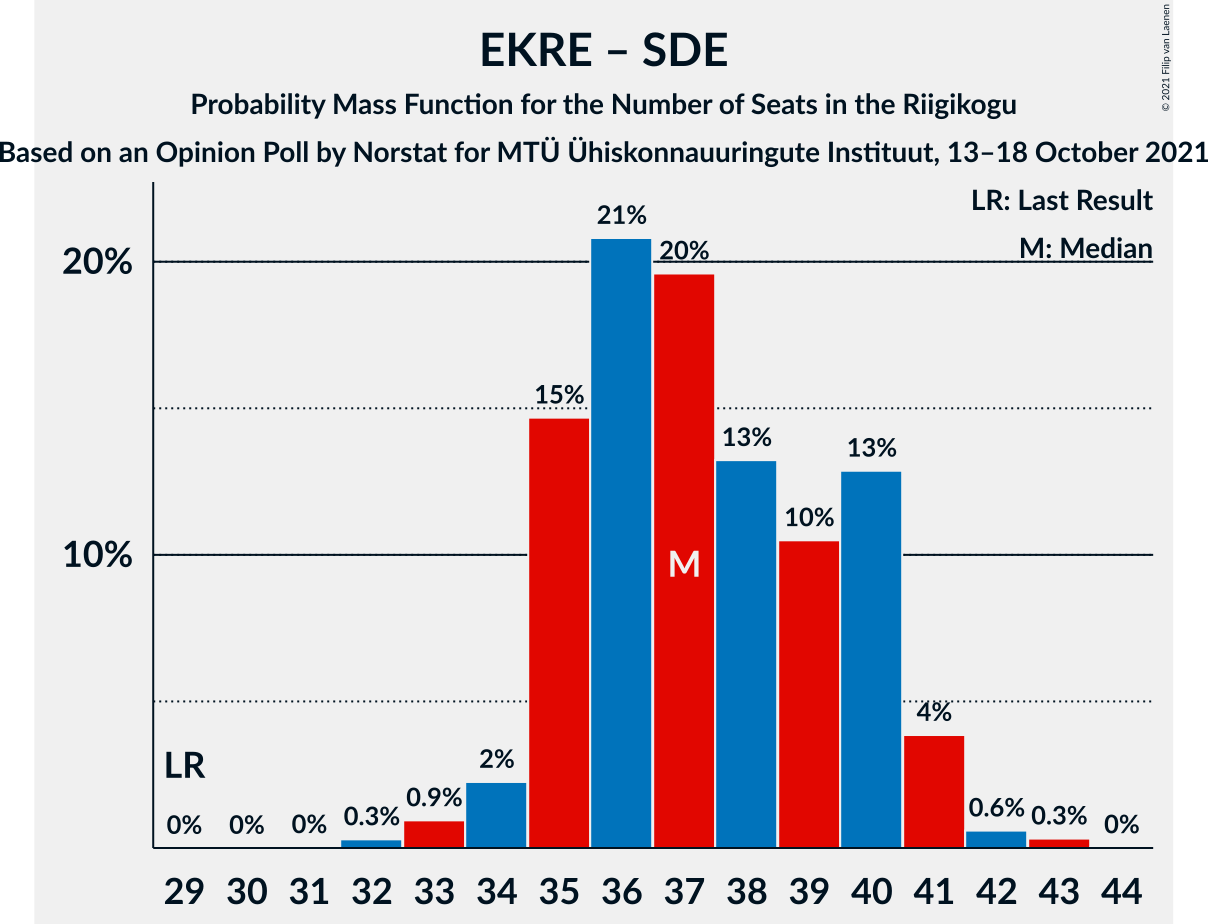 EKRE – SDE
Probability Mass Function for the Number of Seats in the Riigikogu
Based on an Opinion Poll by Norstat for MTÜ Ühiskonnauuringute Instituut, 13–18 October 2021
© 2021 Filip van Laenen
LR: Last Result
M: Median
20%
10%
21%
20%
15%
13%
13%
10%
M
4%
LR
2%
0% 0% 0% 0.3% 0.9% 0.6% 0.3% 0%
29 30 31 32 33 34 35 36 37 38 39 40 41 42 43 44